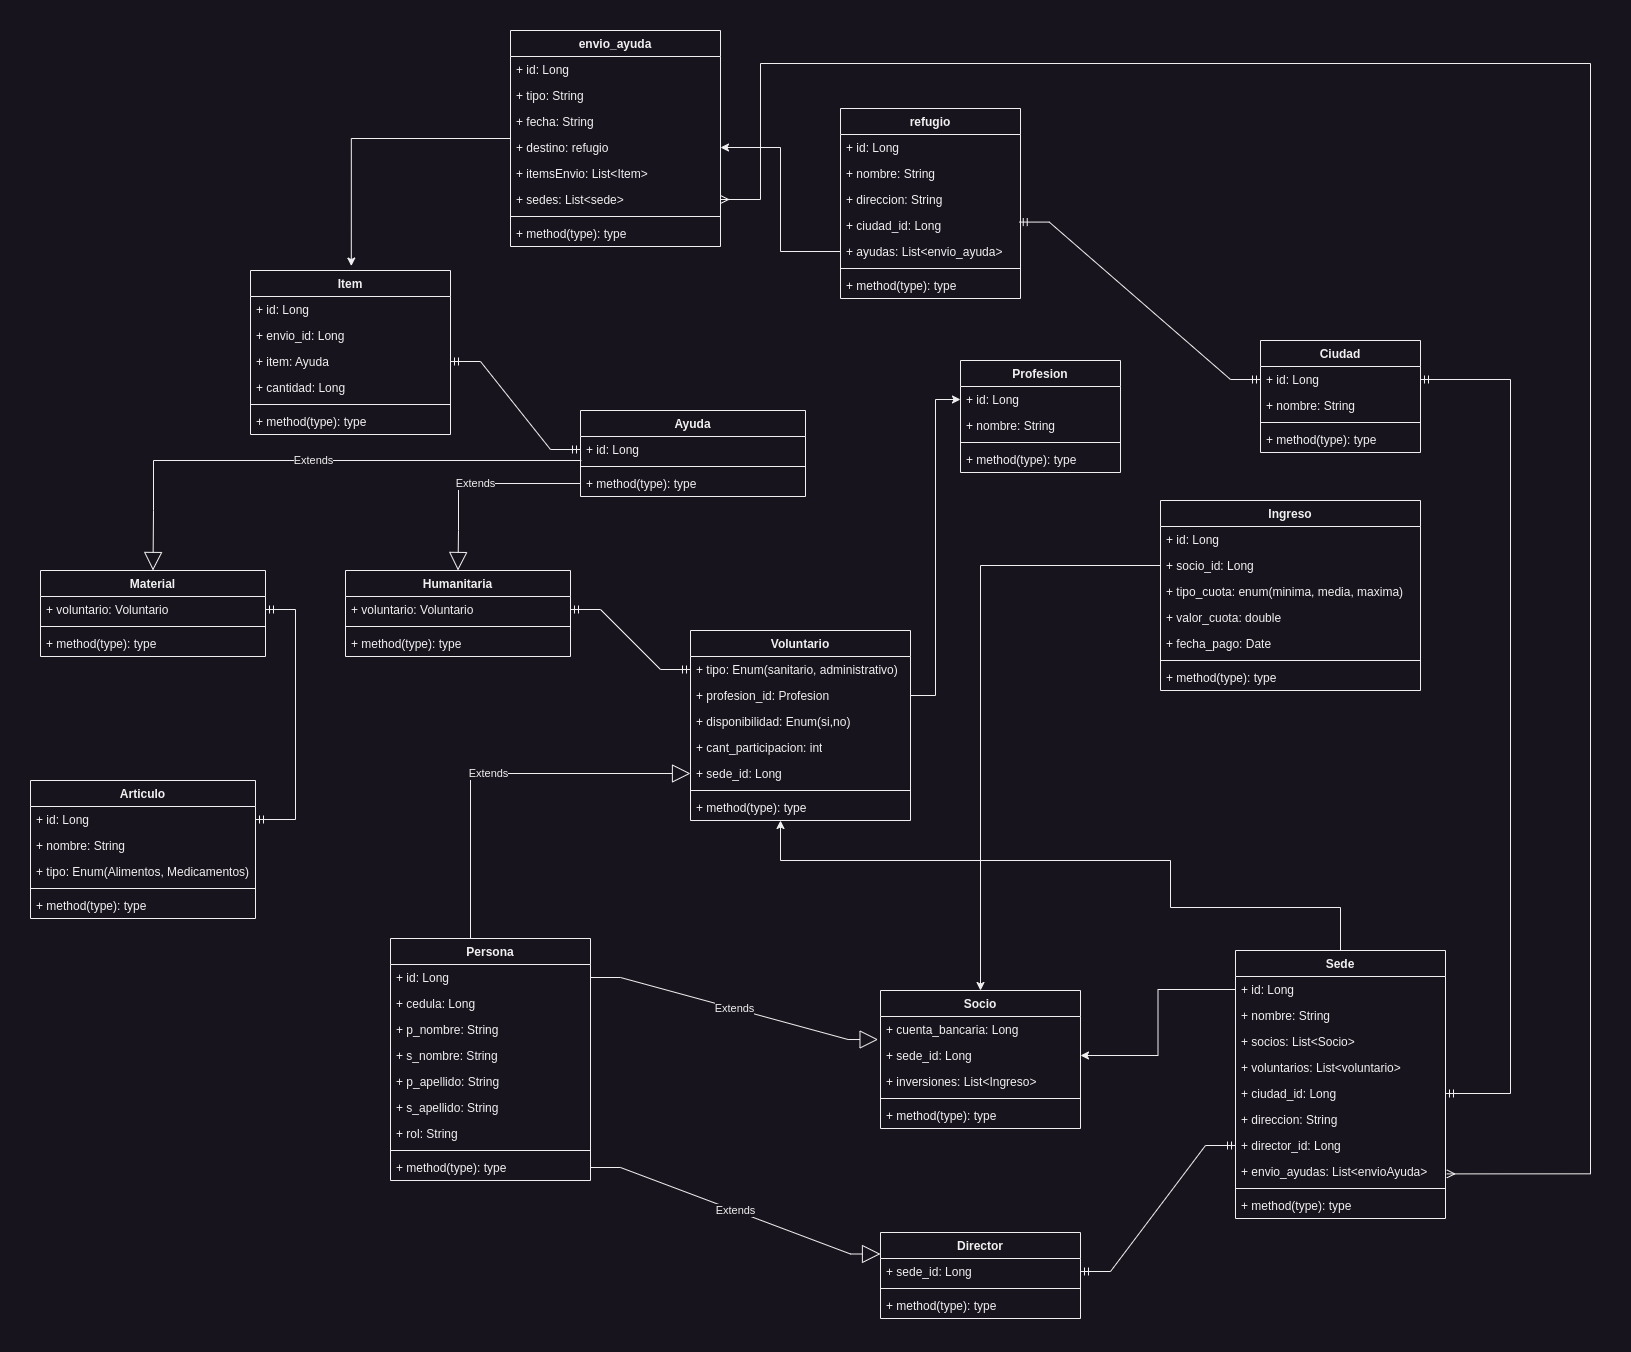 envio_ayuda
+ id: Long
+ tipo: String
+ fecha: String
+ destino: refugio
+ itemsEnvio: List<Item>
+ sedes: List<sede>
+ method(type): type
refugio
+ id: Long
+ nombre: String
+ direccion: String
+ ciudad_id: Long
+ ayudas: List<envio_ayuda>
+ method(type): type
Item
+ id: Long
+ envio_id: Long
+ item: Ayuda
+ cantidad: Long
+ method(type): type
Ciudad
+ id: Long
+ nombre: String
+ method(type): type
Profesion
+ id: Long
+ nombre: String
+ method(type): type
Ayuda
+ id: Long
+ method(type): type
Extends
Extends
Ingreso
+ id: Long
+ socio_id: Long
+ tipo_cuota: enum(minima, media, maxima)
+ valor_cuota: double
+ fecha_pago: Date
+ method(type): type
Material
+ voluntario: Voluntario
+ method(type): type
Humanitaria
+ voluntario: Voluntario
+ method(type): type
Voluntario
+ tipo: Enum(sanitario, administrativo)
+ profesion_id: Profesion
+ disponibilidad: Enum(si,no)
+ cant_participacion: int
+ sede_id: Long
+ method(type): type
Extends
Articulo
+ id: Long
+ nombre: String
+ tipo: Enum(Alimentos, Medicamentos)
+ method(type): type
Persona
+ id: Long
+ cedula: Long
+ p_nombre: String
+ s_nombre: String
+ p_apellido: String
+ s_apellido: String
+ rol: String
+ method(type): type
Extends
Extends
Socio
+ cuenta_bancaria: Long
+ sede_id: Long
+ inversiones: List<Ingreso>
+ method(type): type
Sede
+ id: Long
+ nombre: String
+ socios: List<Socio>
+ voluntarios: List<voluntario>
+ ciudad_id: Long
+ direccion: String
+ director_id: Long
+ envio_ayudas: List<envioAyuda>
+ method(type): type
Director
+ sede_id: Long
+ method(type): type